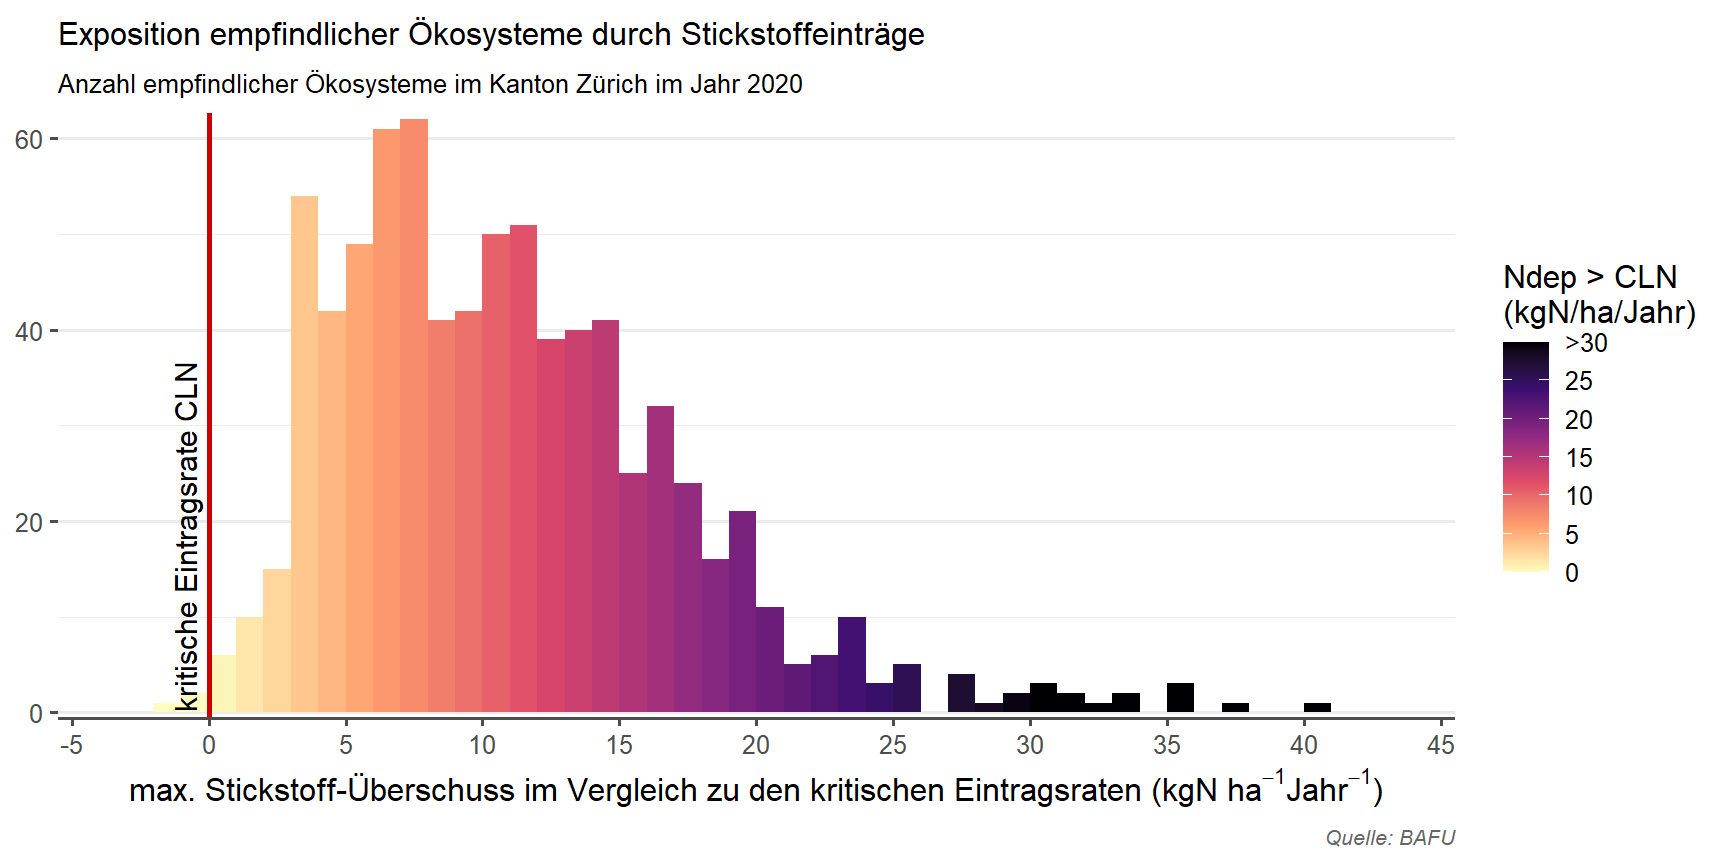 Exposition empfindlicher Ökosysteme durch Stickstoffeinträge
Anzahl empfindlicher Ökosysteme im Kanton Zürich im Jahr 2020
60
40
20
0
kritische Eintragsrate CLN
-5 0 5 10 15 20 25 30 35 40 45
max. Stickstoff-Überschuss im Vergleich zu den kritischen Eintragsraten (kgN ha⁻¹Jahr⁻¹)
Ndep > CLN
(kgN/ha/Jahr)
>30
25
20
15
10
5
0
Quelle: BAFU